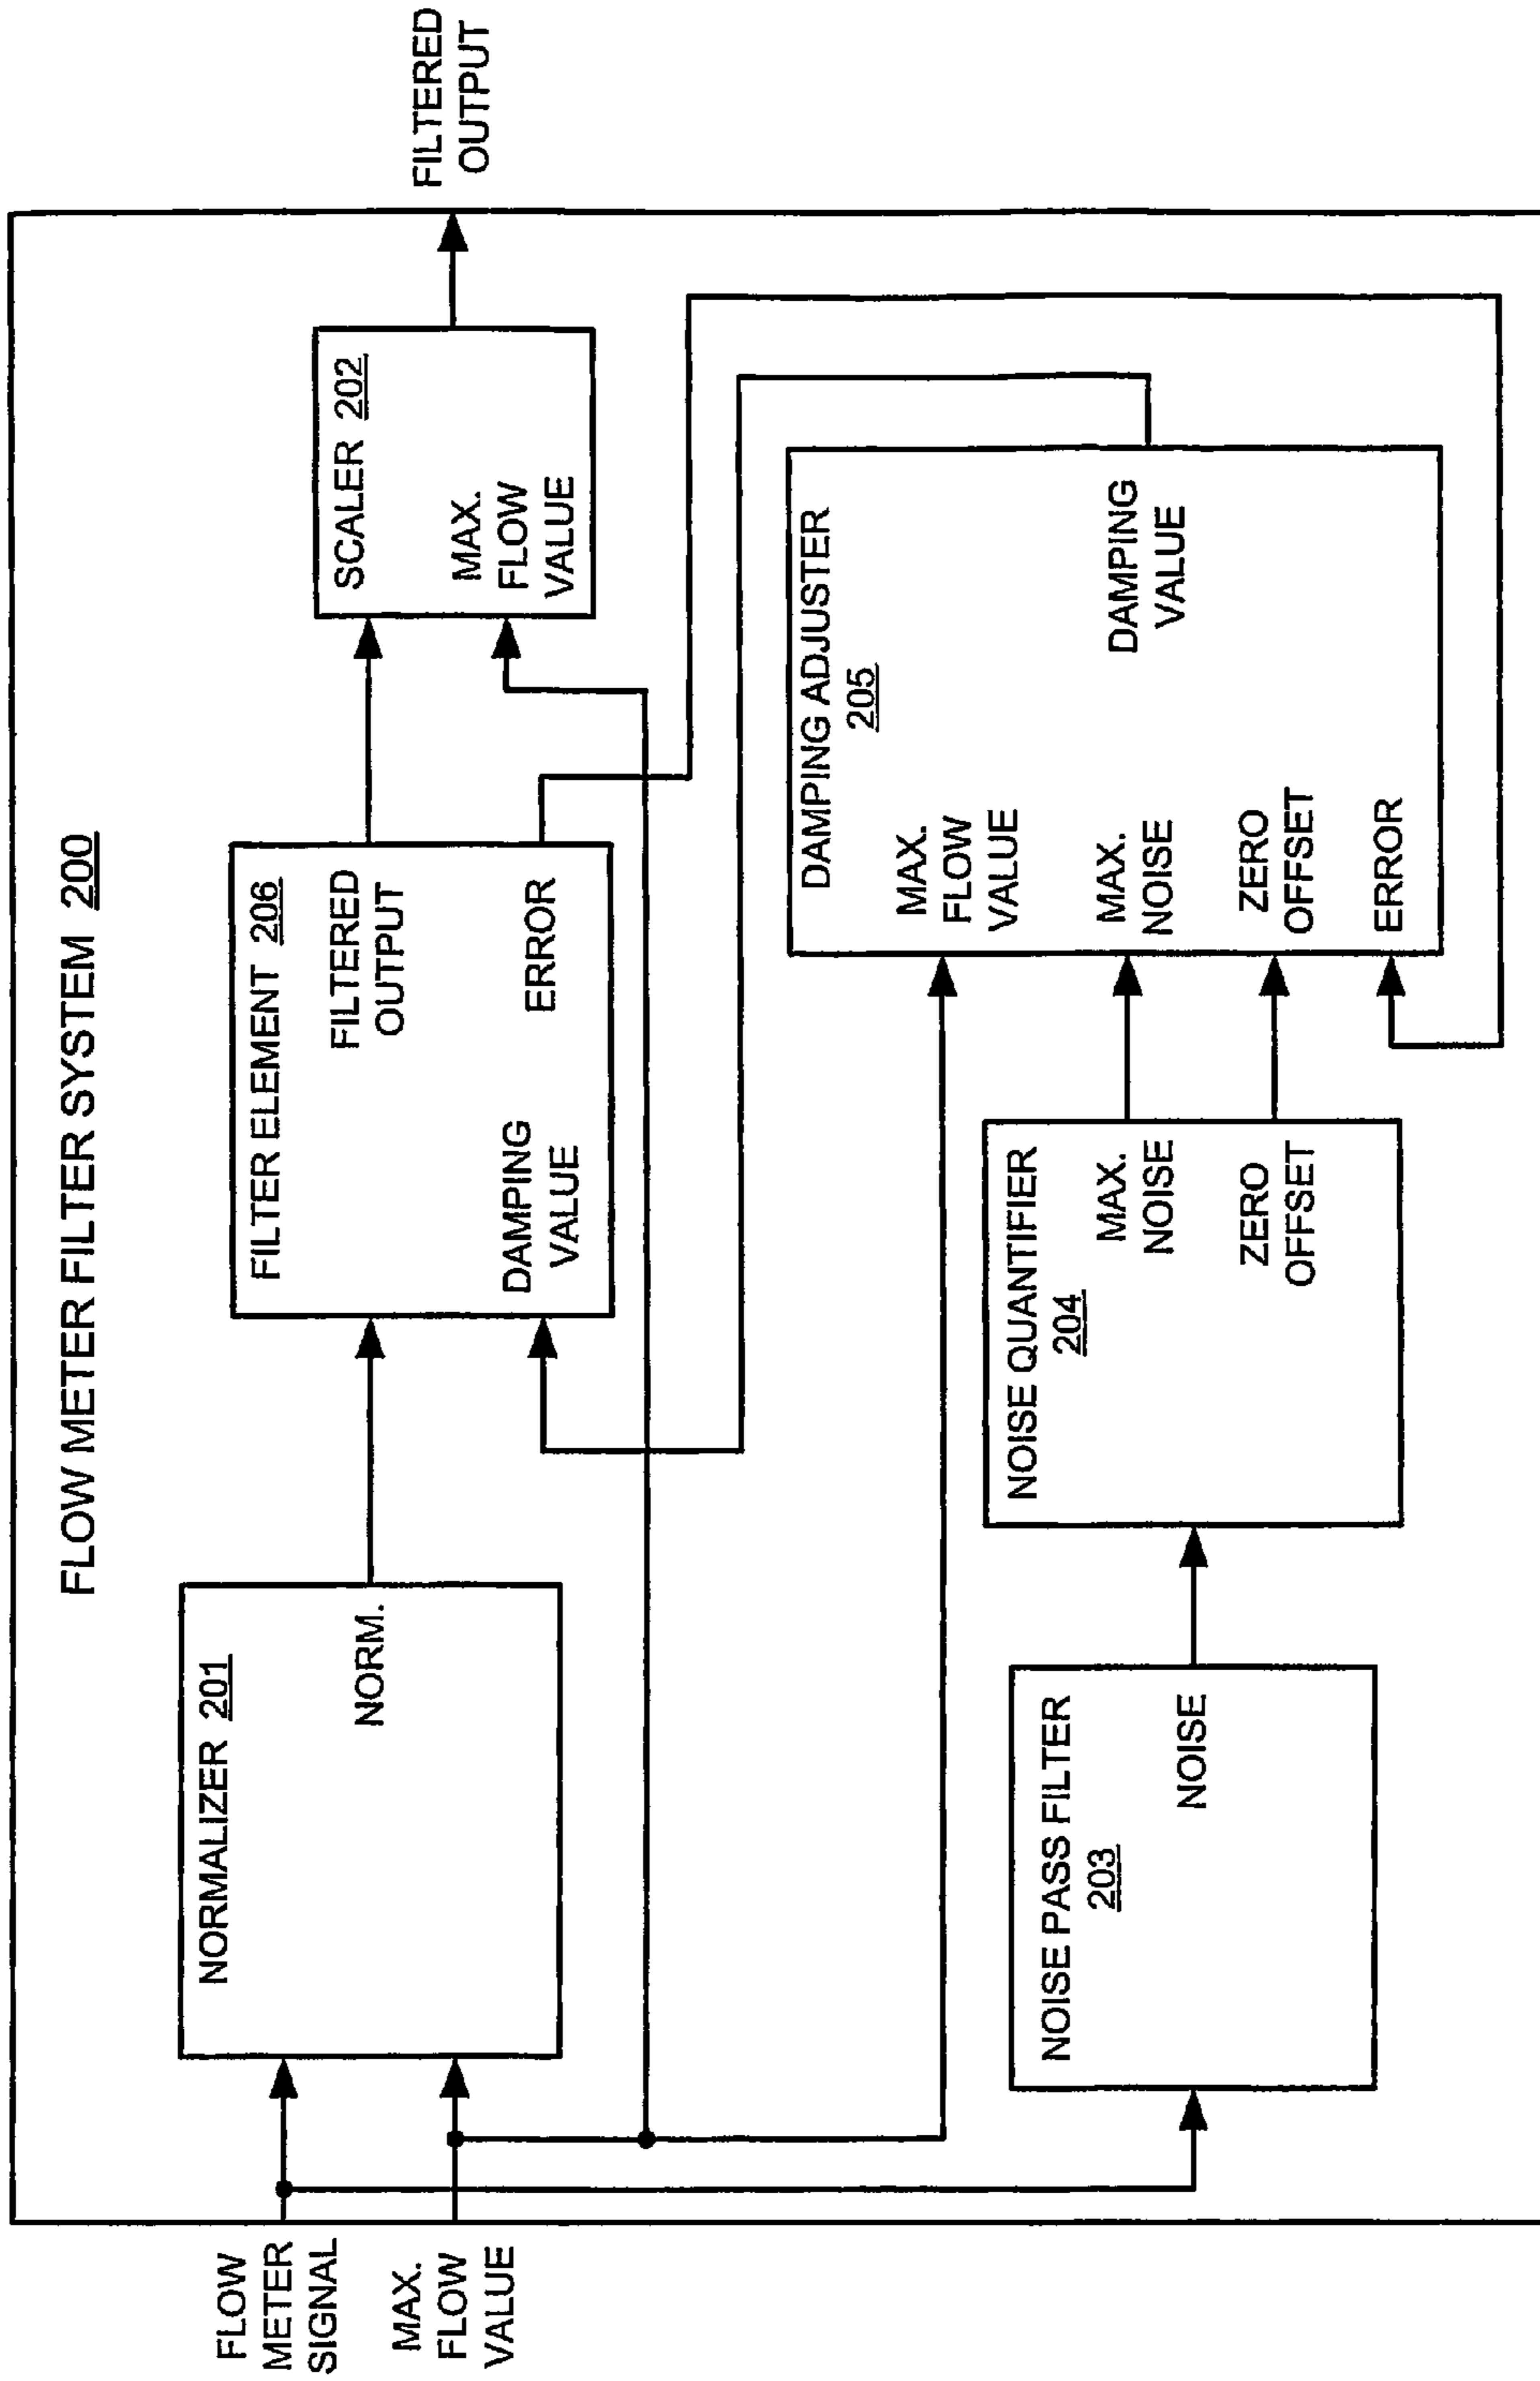 FLOW METER FILTER SYSTEM 200
FLOW
METER
SIGNAL
MAX.
FLOW
VALUE
NORMALIZER 201
NORM.
FILTER ELEMENT 206
FILTERED
OUTPUT
DAMPING
VALUE
ERROR
SCALER 202
MAX.
FLOW
VALUE
FILTERED
OUTPUT
NOISE PASS FILTER
203
NOISE
NOISE QUANTIFIER
204
MAX.
NOISE
ZERO
OFFSET
DAMPING ADJUSTER
205
MAX.
FLOW
VALUE
MAX.
NOISE
ZERO
OFFSET
ERROR
DAMPING
VALUE